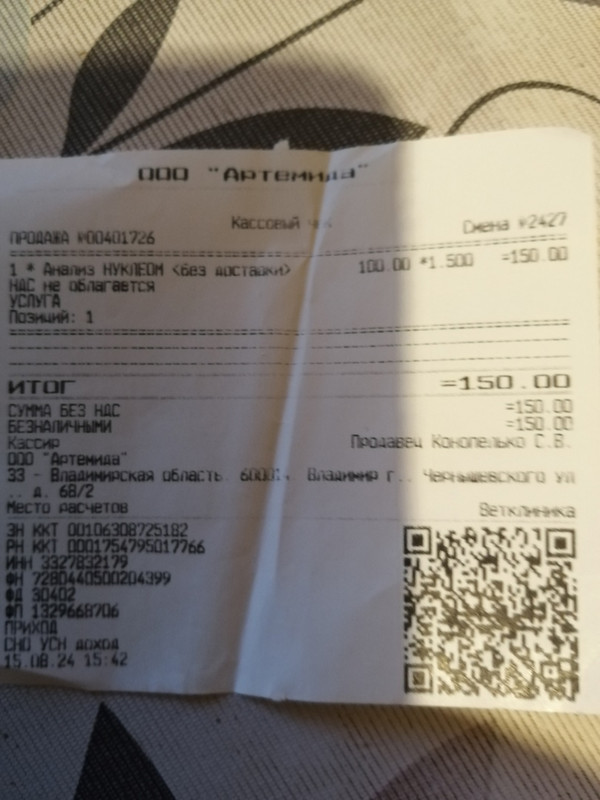 ООО "Артемида"
Кассовый чек
ПРОДАЖА №00401726 Смена №2427
1 * Анализ НУКЛЕОМ <без доставки> 100.00 *1.500 =150.00
НДС не облагается
УСЛУГА
Позиций: 1
ИТОГ =150.00
СУММА БЕЗ НДС =150.00
БЕЗНАЛИЧНЫМИ =150.00
Кассир Продавец Конопелько С.В.
ООО "Артемида"
33 - Владимирская область. Владимир г., Чернышевского ул
., д. 68/2
Место расчетов Ветклиника
ЗН ККТ 00106308725182
РН ККТ 0001754795017766
ИНН 3327832179
ФН 7280440500204399
ФД 30402
ФП 1329668706
ПРИХОД
СНО УСН доход
15.08.24 15:42